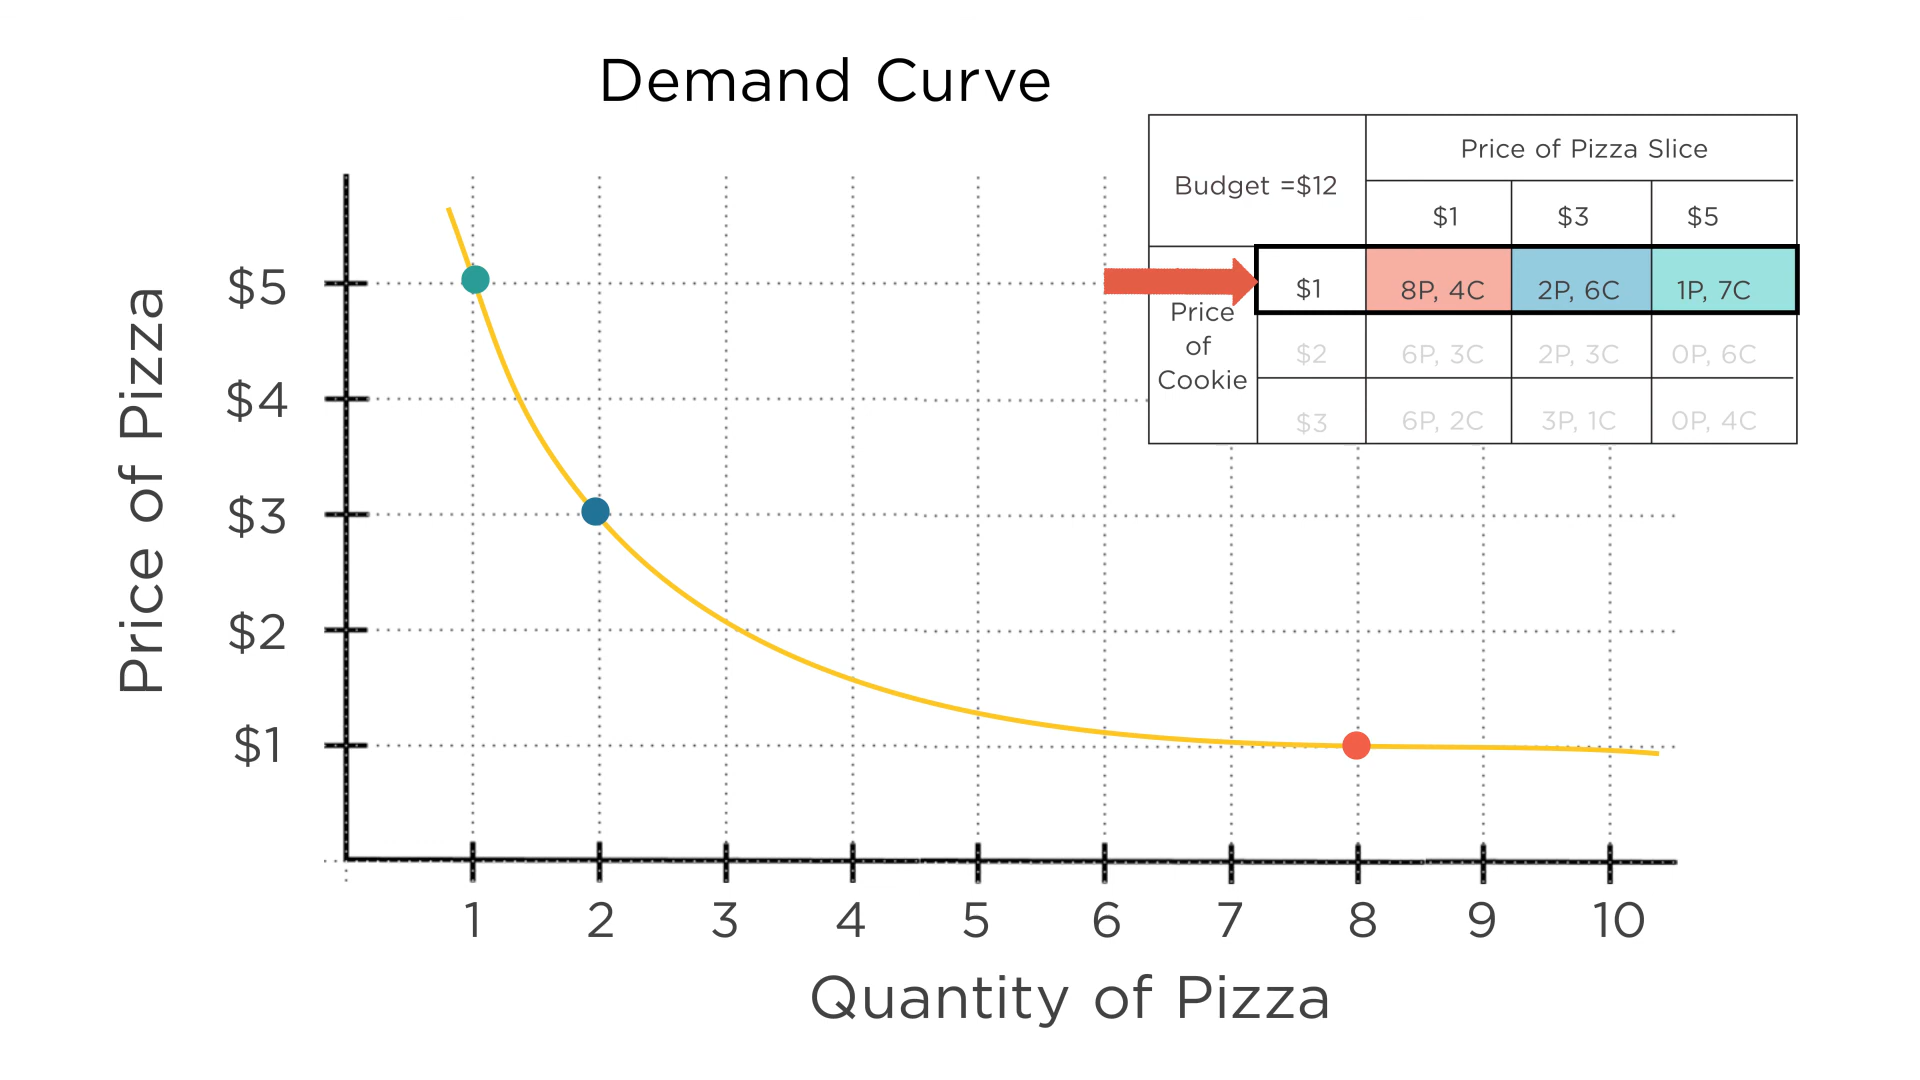 Demand Curve
Price of Pizza Slice
Budget =$12
$1 $3 $5
$1 8P, 4C 2P, 6C 1P, 7C
Price
of
Cookie
$2 6P, 3C 2P, 3C 0P, 6C
$3 6P, 2C 3P, 1C 0P, 4C
Price of Pizza
$5
$4
$3
$2
$1
1 2 3 4 5 6 7 8 9 10
Quantity of Pizza